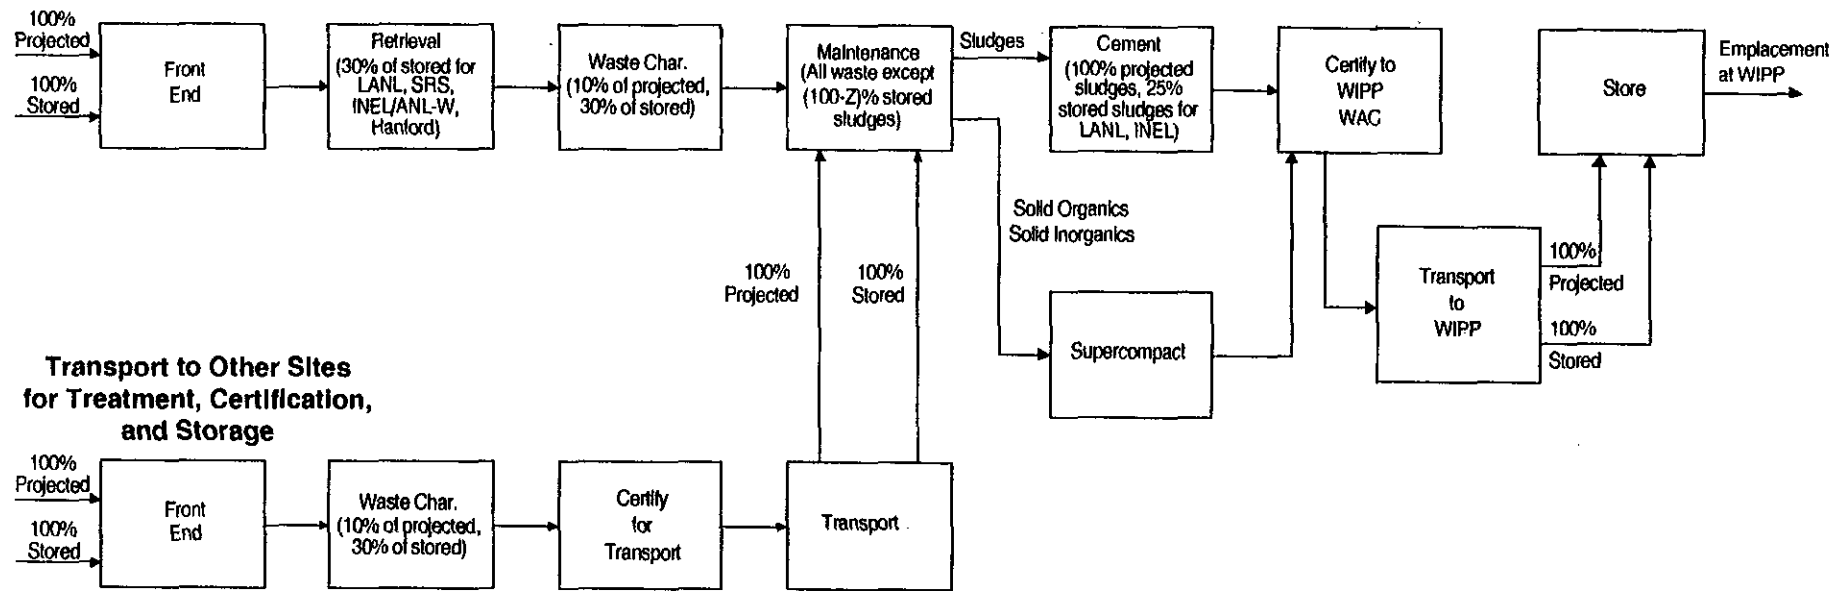 100%
Projected
100%
Stored
Front
End
Retrieval
(30% of stored for
LANL, SRS,
INEL/ANL-W,
Hanford)
Waste Char.
(10% of projected,
30% of stored)
Maintenance
(All waste except
(100-Z)% stored
sludges)
Sludges
Cement
(100% projected
sludges, 25%
stored sludges for
LANL, INEL)
Certify to
WIPP
WAC
Store
Emplacement
at WIPP
Solid Organics
Solid Inorganics
100%
Projected
100%
Stored
Supercompact
Transport
to
WIPP
100%
Projected
100%
Stored
Transport to Other Sites
for Treatment, Certification,
and Storage
100%
Projected
100%
Stored
Front
End
Waste Char.
(10% of projected,
30% of stored)
Certify
for
Transport
Transport